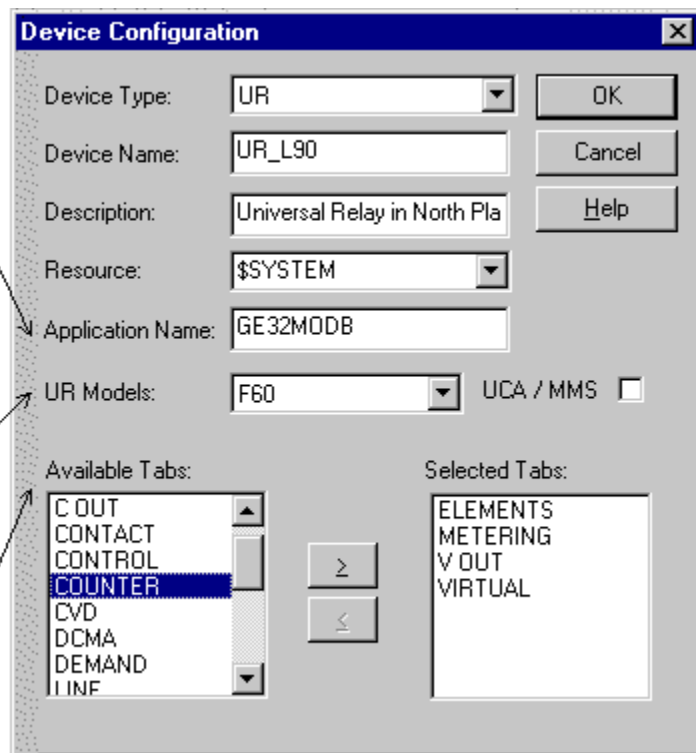 Device Configuration
Device Type: UR OK
Device Name: UR_L90 Cancel
Description: Universal Relay in North Pla Help
Resource: $SYSTEM
Application Name: GE32MODB
UR Models: F60 UCA / MMS
Available Tabs: Selected Tabs:
C OUT
CONTACT
CONTROL
COUNTER
CVD
DCMA
DEMAND
LINE
>
<
ELEMENTS
METERING
V OUT
VIRTUAL